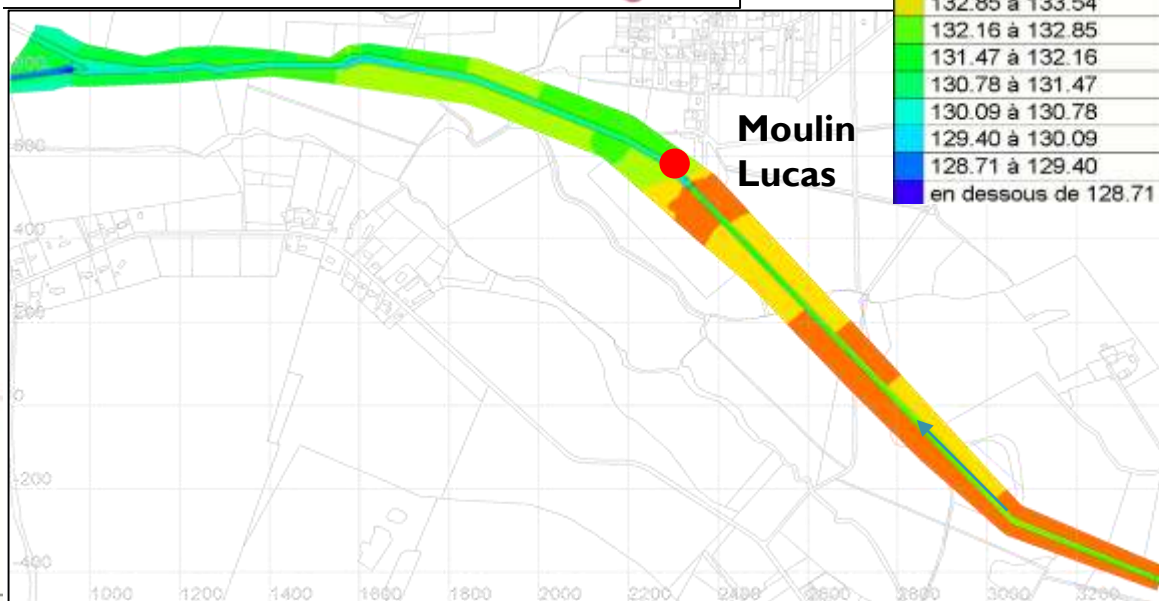 132.85 à 133.54
132.16 à 132.85
131.47 à 132.16
130.78 à 131.47
130.09 à 130.78
129.40 à 130.09
128.71 à 129.40
en dessous de 128.71
Moulin
Lucas
400
200
0
-200
-400
1000 1200 1400 1600 1800 2000 2200 2400 2600 2800 3000 3200